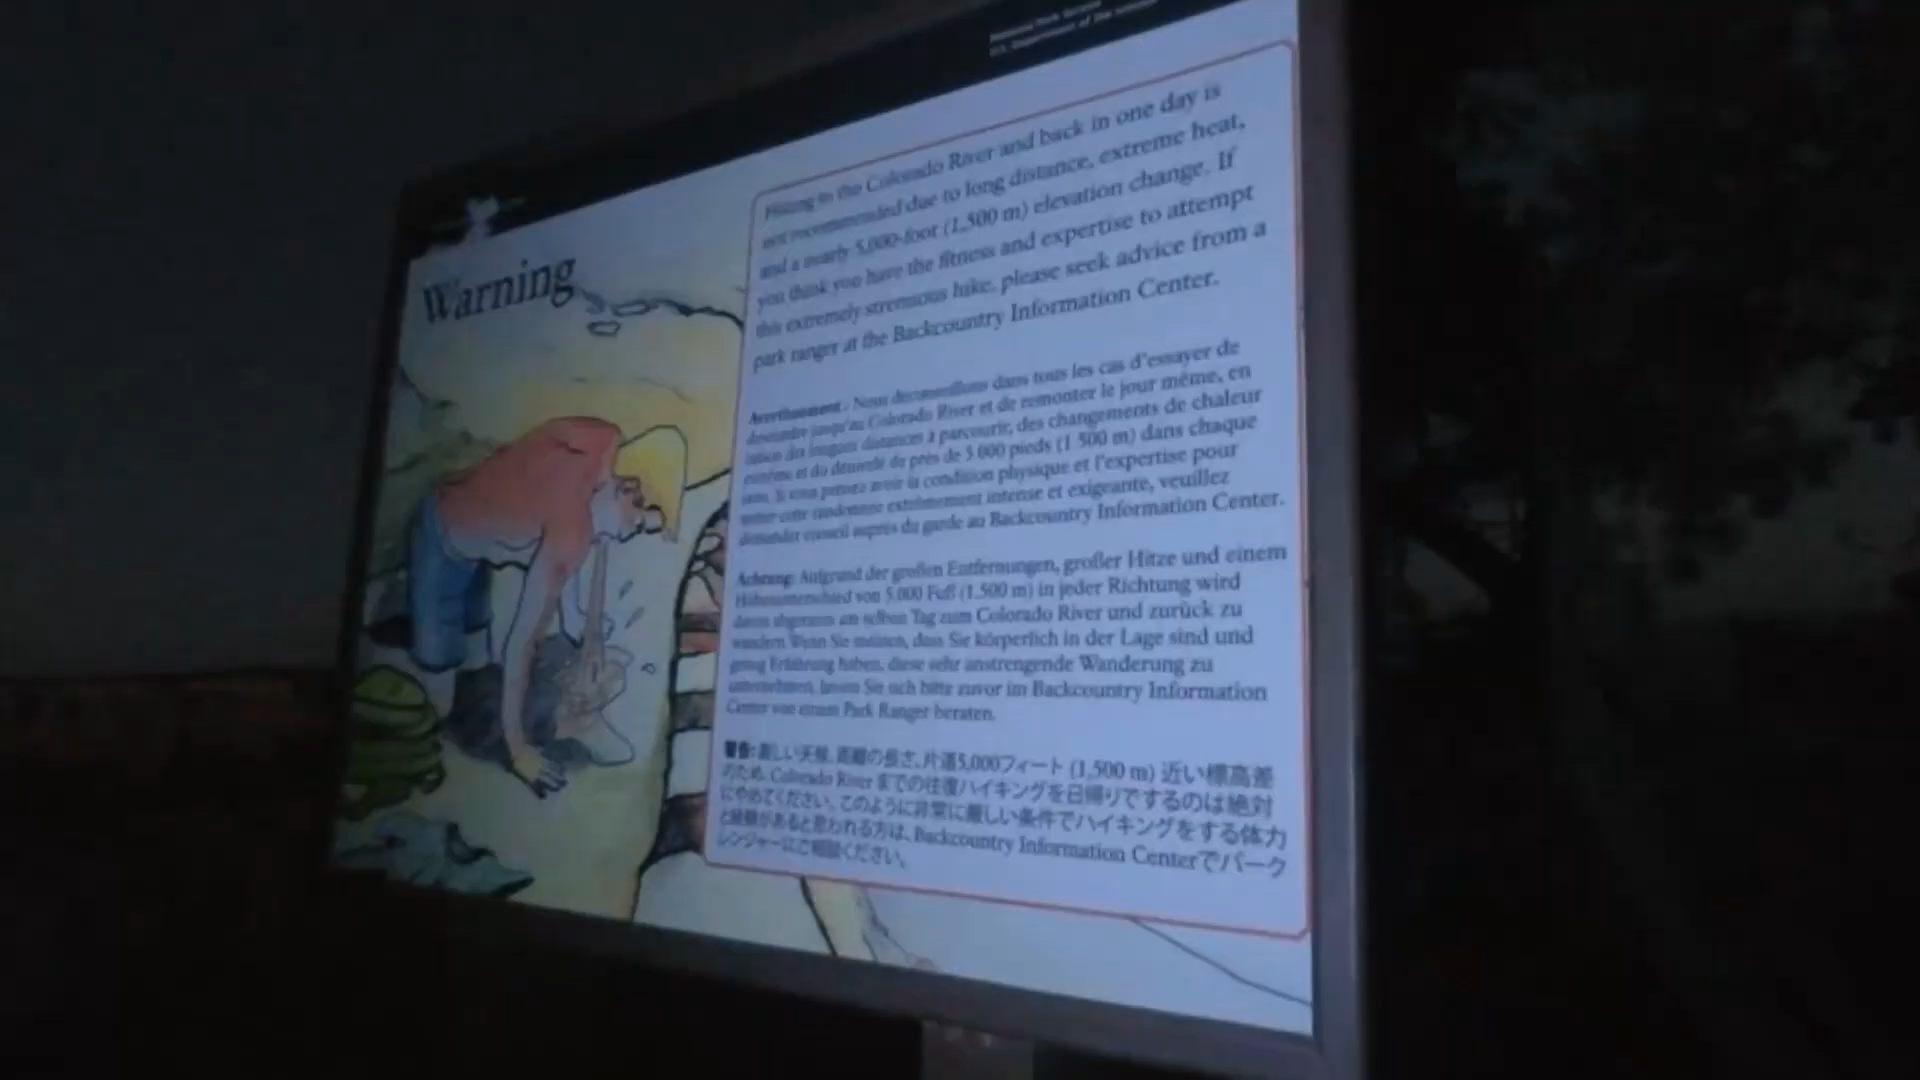 National Park Service
U.S. Department of the Interior
Warning
Hiking to the Colorado River and back in one day is
not recommended due to long distance, extreme heat,
and a nearly 5,000-foot (1,500 m) elevation change. If
you think you have the fitness and expertise to attempt
this extremely strenuous hike, please seek advice from a
park ranger at the Backcountry Information Center.
Avertissement : Nous déconseillons dans tous les cas d'essayer de
descendre jusqu'au Colorado River et de remonter le jour même, en
raison des longues distances à parcourir, des changements de chaleur
extrême et du dénivelé de près de 5 000 pieds (1 500 m) dans chaque
sens. Si vous pensez avoir la condition physique et l'expertise pour
tenter cette randonnée extrêmement intense et exigeante, veuillez
demander conseil auprès du garde au Backcountry Information Center.
Achtung: Aufgrund der großen Entfernungen, großer Hitze und einem
Höhenunterschied von 5.000 Fuß (1.500 m) in jeder Richtung wird
davon abgeraten am selben Tag zum Colorado River und zurück zu
wandern. Wenn Sie meinen, dass Sie körperlich in der Lage sind und
genug Erfahrung haben, diese sehr anstrengende Wanderung zu
unternehmen, lassen Sie sich bitte zuvor im Backcountry Information
Center von einem Park Ranger beraten.
警告: 激しい天候、距離の長さ、片道5,000フィート (1,500 m) 近い標高差
のため、Colorado River までの往復ハイキングを日帰りでするのは絶対
にやめてください。このように非常に厳しい条件でハイキングをする体力
と経験があると思われる方は、Backcountry Information Centerでパーク
レンジャーにご相談ください。